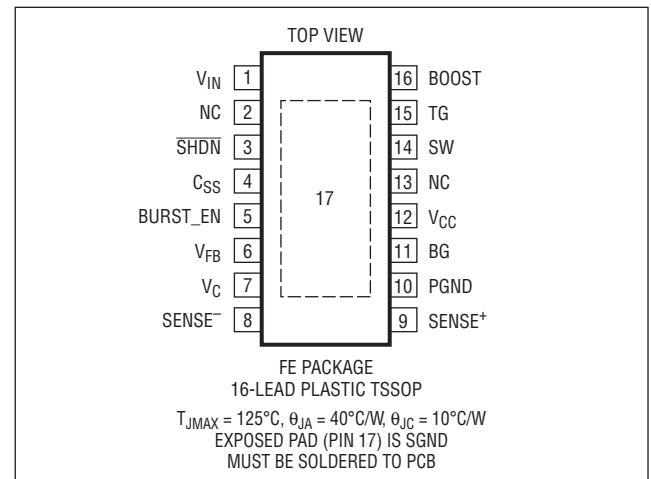 TOP VIEW
V_IN 1
NC 2
S̅H̅D̅N̅ 3
C_SS 4
BURST_EN 5
V_FB 6
V_C 7
SENSE⁻ 8
17
16 BOOST
15 TG
14 SW
13 NC
12 V_CC
11 BG
10 PGND
9 SENSE⁺
FE PACKAGE
16-LEAD PLASTIC TSSOP
T_JMAX = 125°C, θ_JA = 40°C/W, θ_JC = 10°C/W
EXPOSED PAD (PIN 17) IS SGND
MUST BE SOLDERED TO PCB